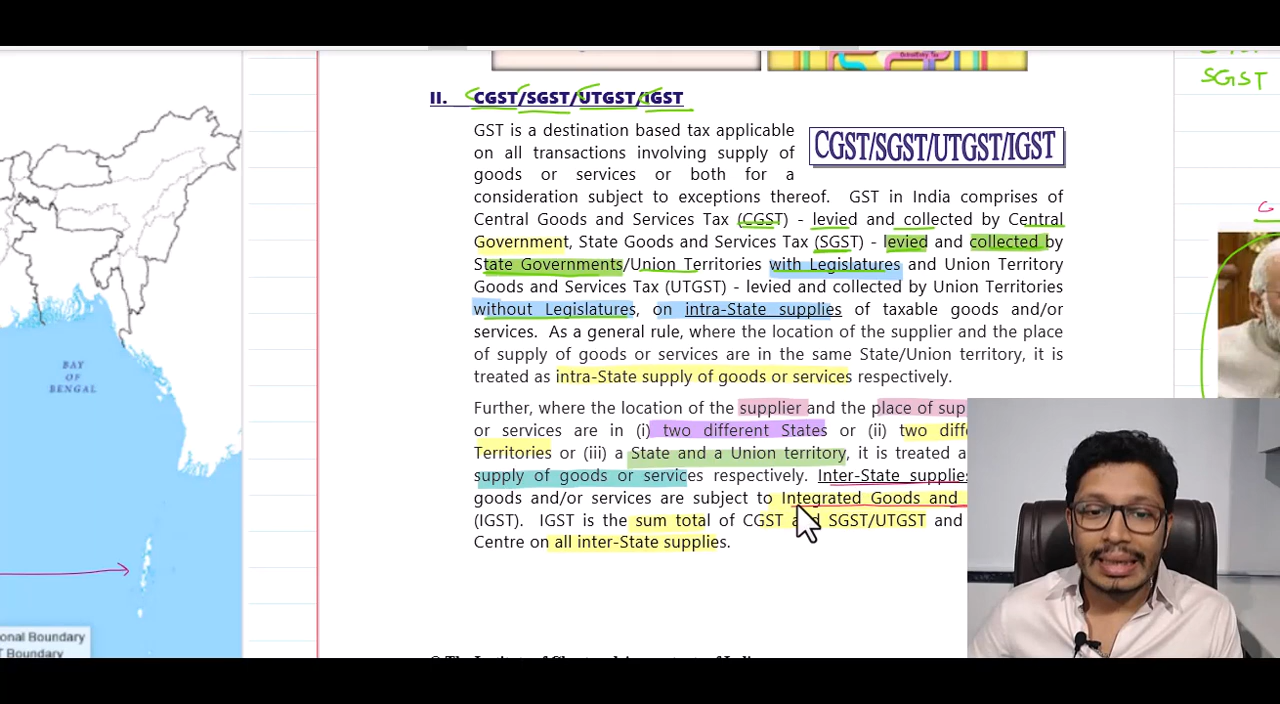 SGST
II. CGST/SGST/UTGST/IGST
GST is a destination based tax applicable
on all transactions involving supply of
goods or services or both for a
CGST/SGST/UTGST/IGST
consideration subject to exceptions thereof. GST in India comprises of
Central Goods and Services Tax (CGST) - levied and collected by Central
Government, State Goods and Services Tax (SGST) - levied and collected by
State Governments/Union Territories with Legislatures and Union Territory
Goods and Services Tax (UTGST) - levied and collected by Union Territories
without Legislatures, on intra-State supplies of taxable goods and/or
services. As a general rule, where the location of the supplier and the place
of supply of goods or services are in the same State/Union territory, it is
treated as intra-State supply of goods or services respectively.
Further, where the location of the supplier and the place of sup
or services are in (i) two different States or (ii) two diff
Territories or (iii) a State and a Union territory, it is treated a
supply of goods or services respectively. Inter-State supplies
goods and/or services are subject to Integrated Goods and
(IGST). IGST is the sum total of CGST and SGST/UTGST and
Centre on all inter-State supplies.
BAY
OF
BENGAL
onal Boundary
T Boundary